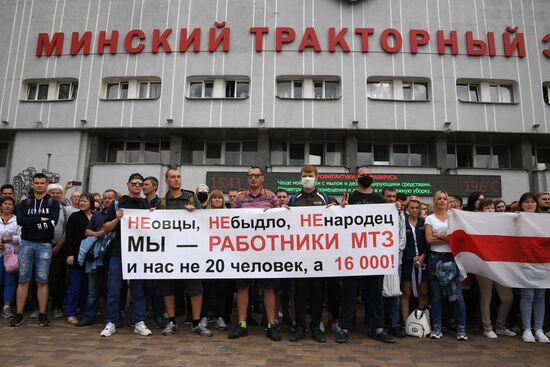 МИНСКИЙ ТРАКТОРНЫЙ
НЕовцы, НЕбыдло, НЕнародец
МЫ — РАБОТНИКИ МТЗ
и нас не 20 человек, а 16 000!